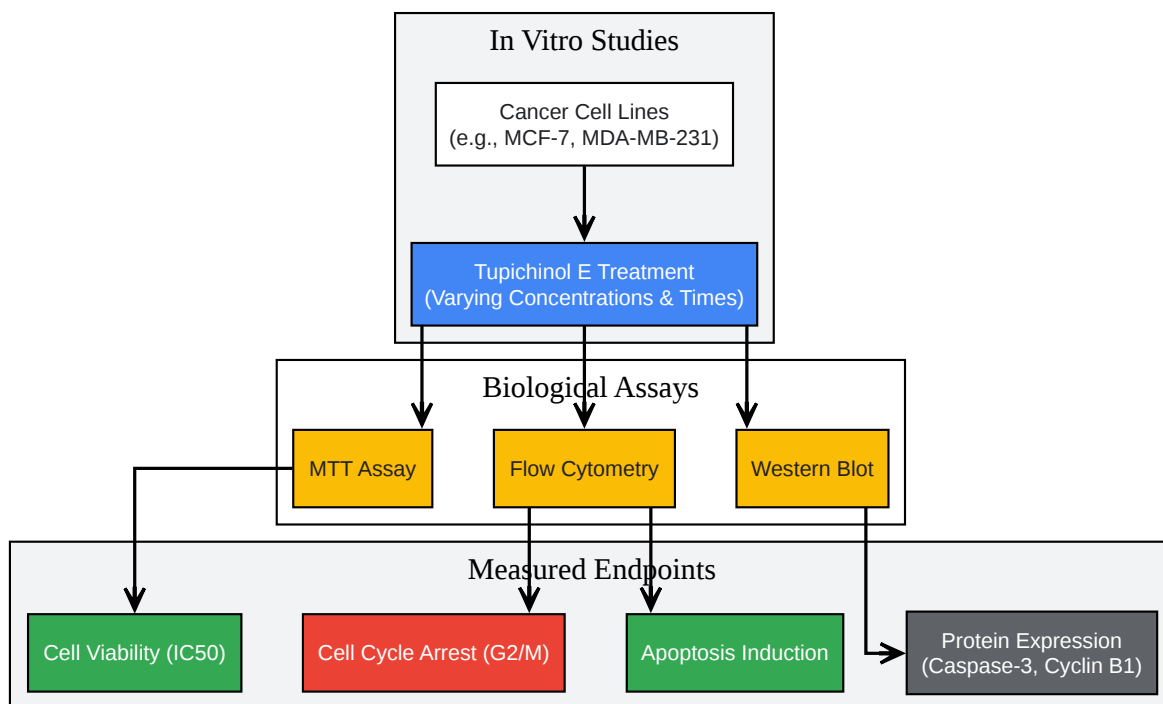 In Vitro Studies
Cancer Cell Lines
(e.g., MCF-7, MDA-MB-231)
Tupichinol E Treatment
(Varying Concentrations & Times)
Biological Assays
MTT Assay
Flow Cytometry
Western Blot
Measured Endpoints
Cell Viability (IC50)
Cell Cycle Arrest (G2/M)
Apoptosis Induction
Protein Expression
(Caspase-3, Cyclin B1)